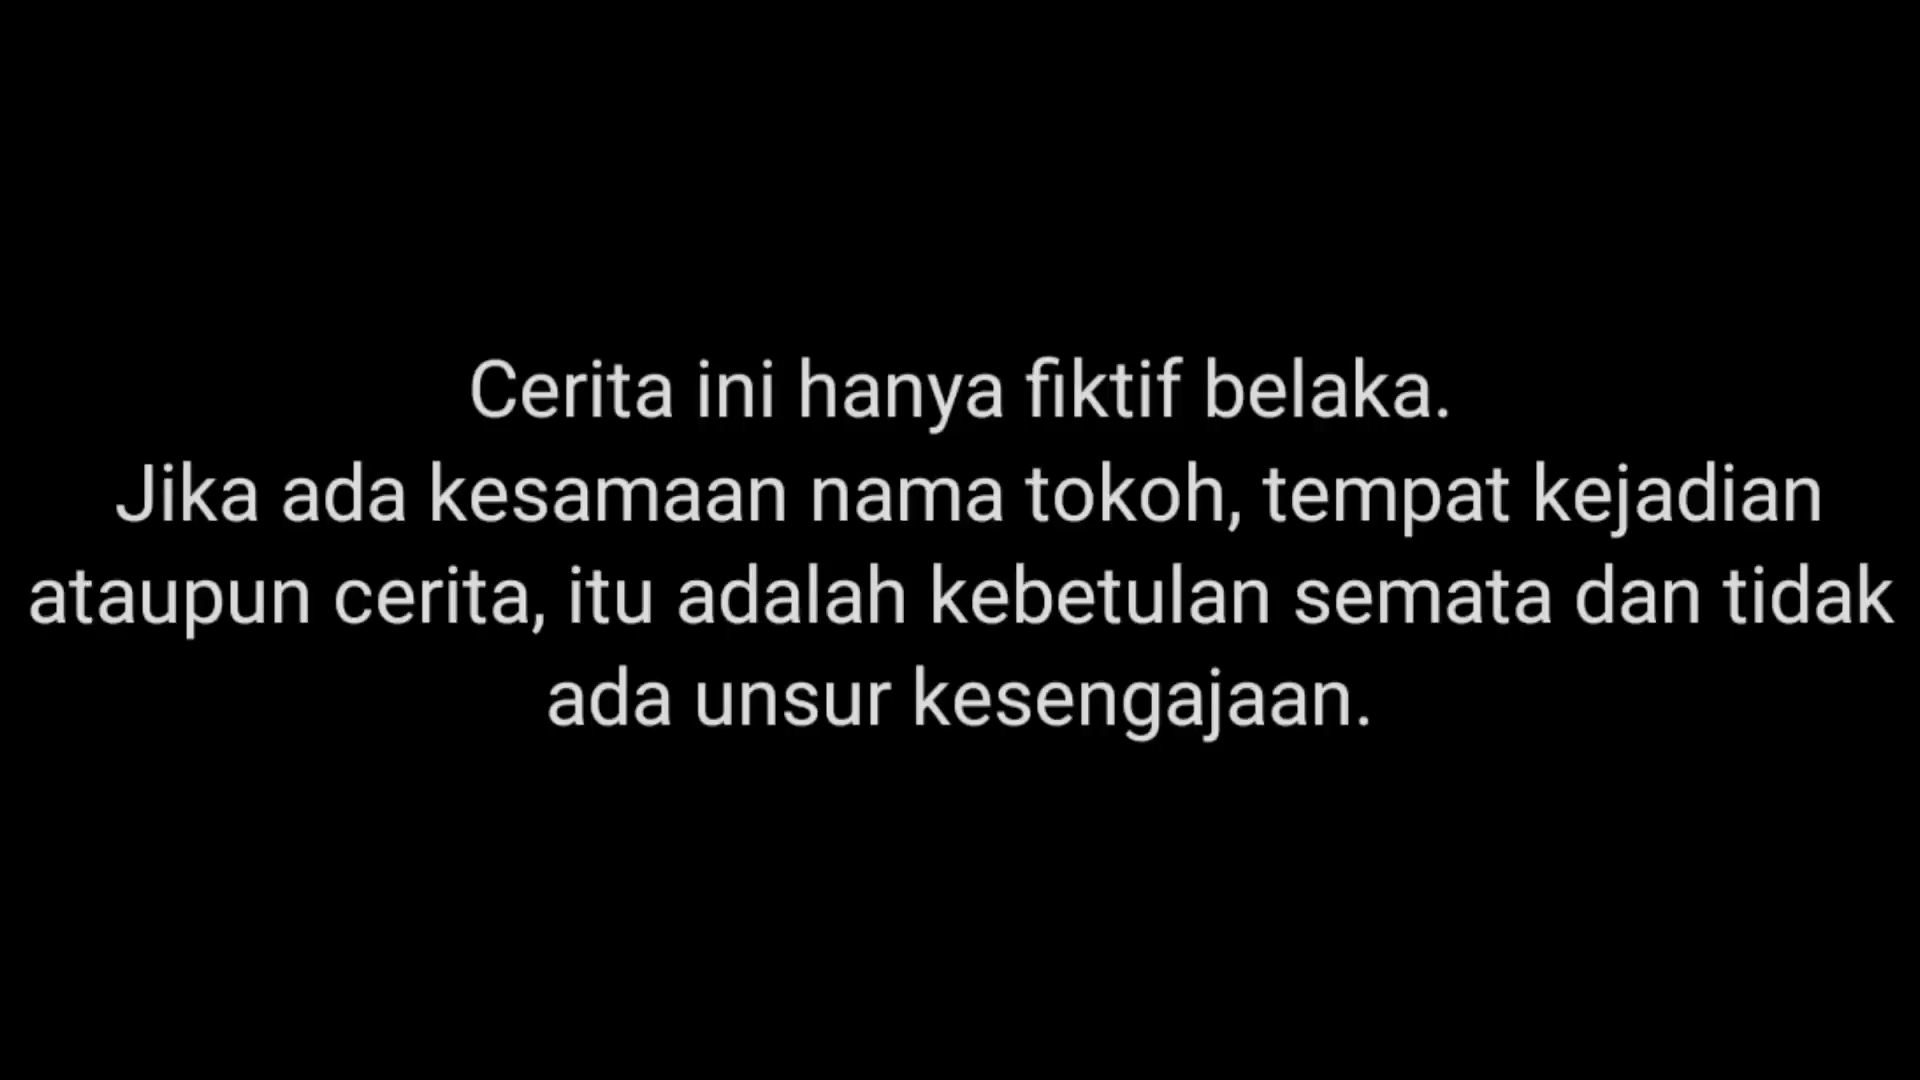 Cerita ini hanya fiktif belaka.
Jika ada kesamaan nama tokoh, tempat kejadian
ataupun cerita, itu adalah kebetulan semata dan tidak
ada unsur kesengajaan.